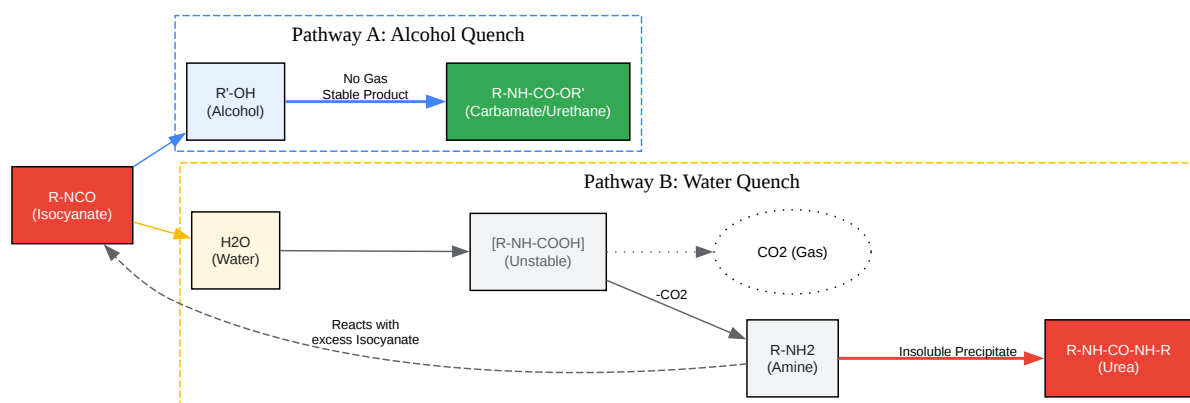 Pathway A: Alcohol Quench
R'-OH
(Alcohol)
No Gas
Stable Product
R-NH-CO-OR'
(Carbamate/Urethane)
R-NCO
(Isocyanate)
Pathway B: Water Quench
H2O
(Water)
[R-NH-COOH]
(Unstable)
CO2 (Gas)
-CO2
Reacts with
excess Isocyanate
R-NH2
(Amine)
Insoluble Precipitate
R-NH-CO-NH-R
(Urea)